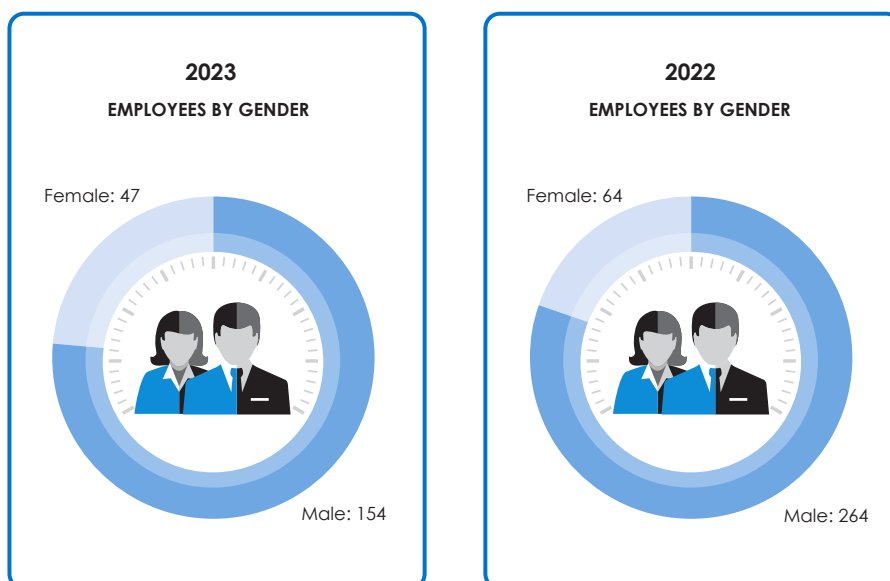 2023
EMPLOYEES BY GENDER
Female: 47
Male: 154
2022
EMPLOYEES BY GENDER
Female: 64
Male: 264